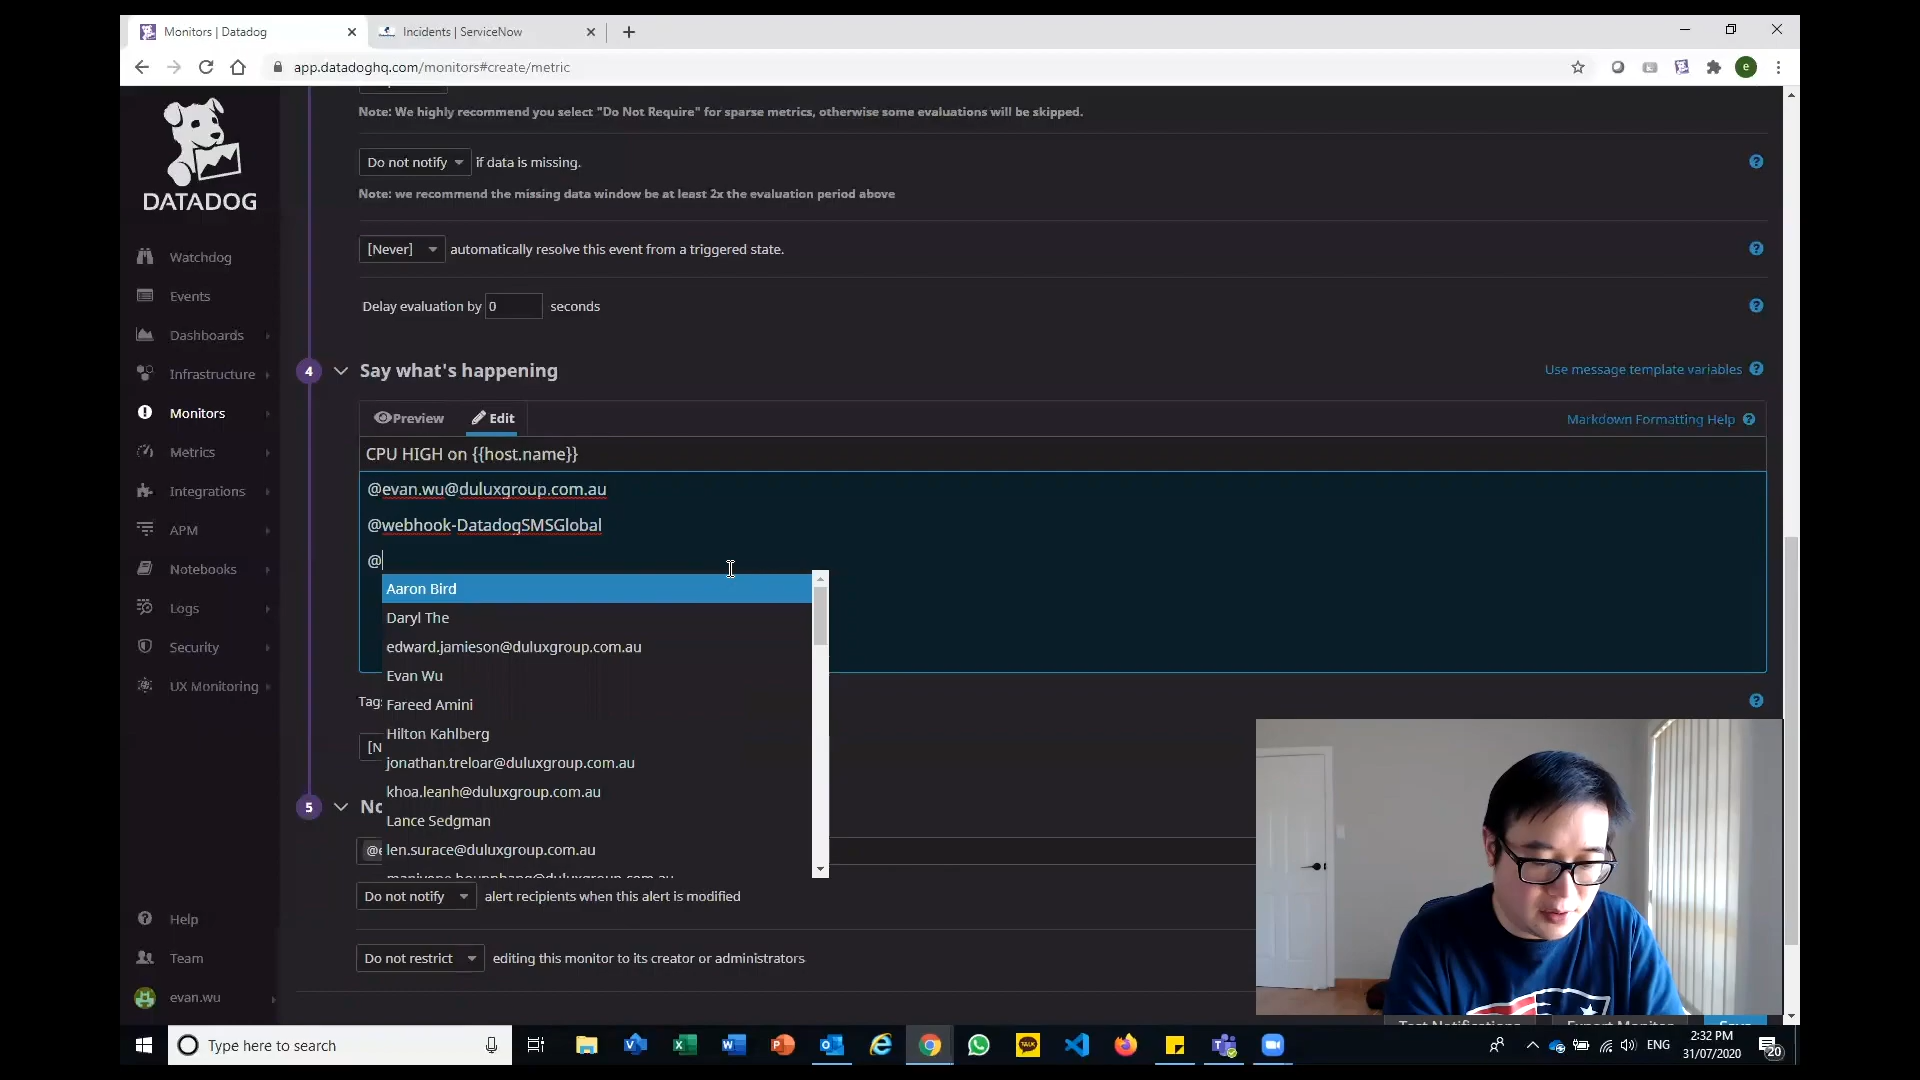 Monitors | Datadog
Incidents | ServiceNow
app.datadoghq.com/monitors#create/metric
e
Note: We highly recommend you select "Do Not Require" for sparse metrics, otherwise some evaluations will be skipped.
Do not notify if data is missing.
Note: we recommend the missing data window be at least 2x the evaluation period above
[Never] automatically resolve this event from a triggered state.
Delay evaluation by 0 seconds
DATADOG
Watchdog
Events
Dashboards
Infrastructure
Monitors
Metrics
Integrations
APM
Notebooks
Logs
Security
UX Monitoring
Help
Team
evan.wu
4 Say what's happening
Use message template variables
Preview Edit
Markdown Formatting Help
CPU HIGH on {{host.name}}
@evan.wu@duluxgroup.com.au
@webhook-DatadogSMSGlobal
@
Aaron Bird
Daryl The
edward.jamieson@duluxgroup.com.au
Evan Wu
Fareed Amini
Hilton Kahlberg
jonathan.treloar@duluxgroup.com.au
khoa.leanh@duluxgroup.com.au
Lance Sedgman
len.surace@duluxgroup.com.au
Tag
[N
5 No
@e
Do not notify alert recipients when this alert is modified
Do not restrict editing this monitor to its creator or administrators
Test Notifications Export Monitor Save
Type here to search
ENG
2:32 PM
31/07/2020
20